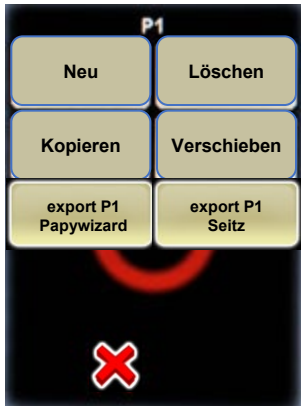 P1
Neu
Löschen
Kopieren
Verschieben
export P1
Papywizard
export P1
Seitz